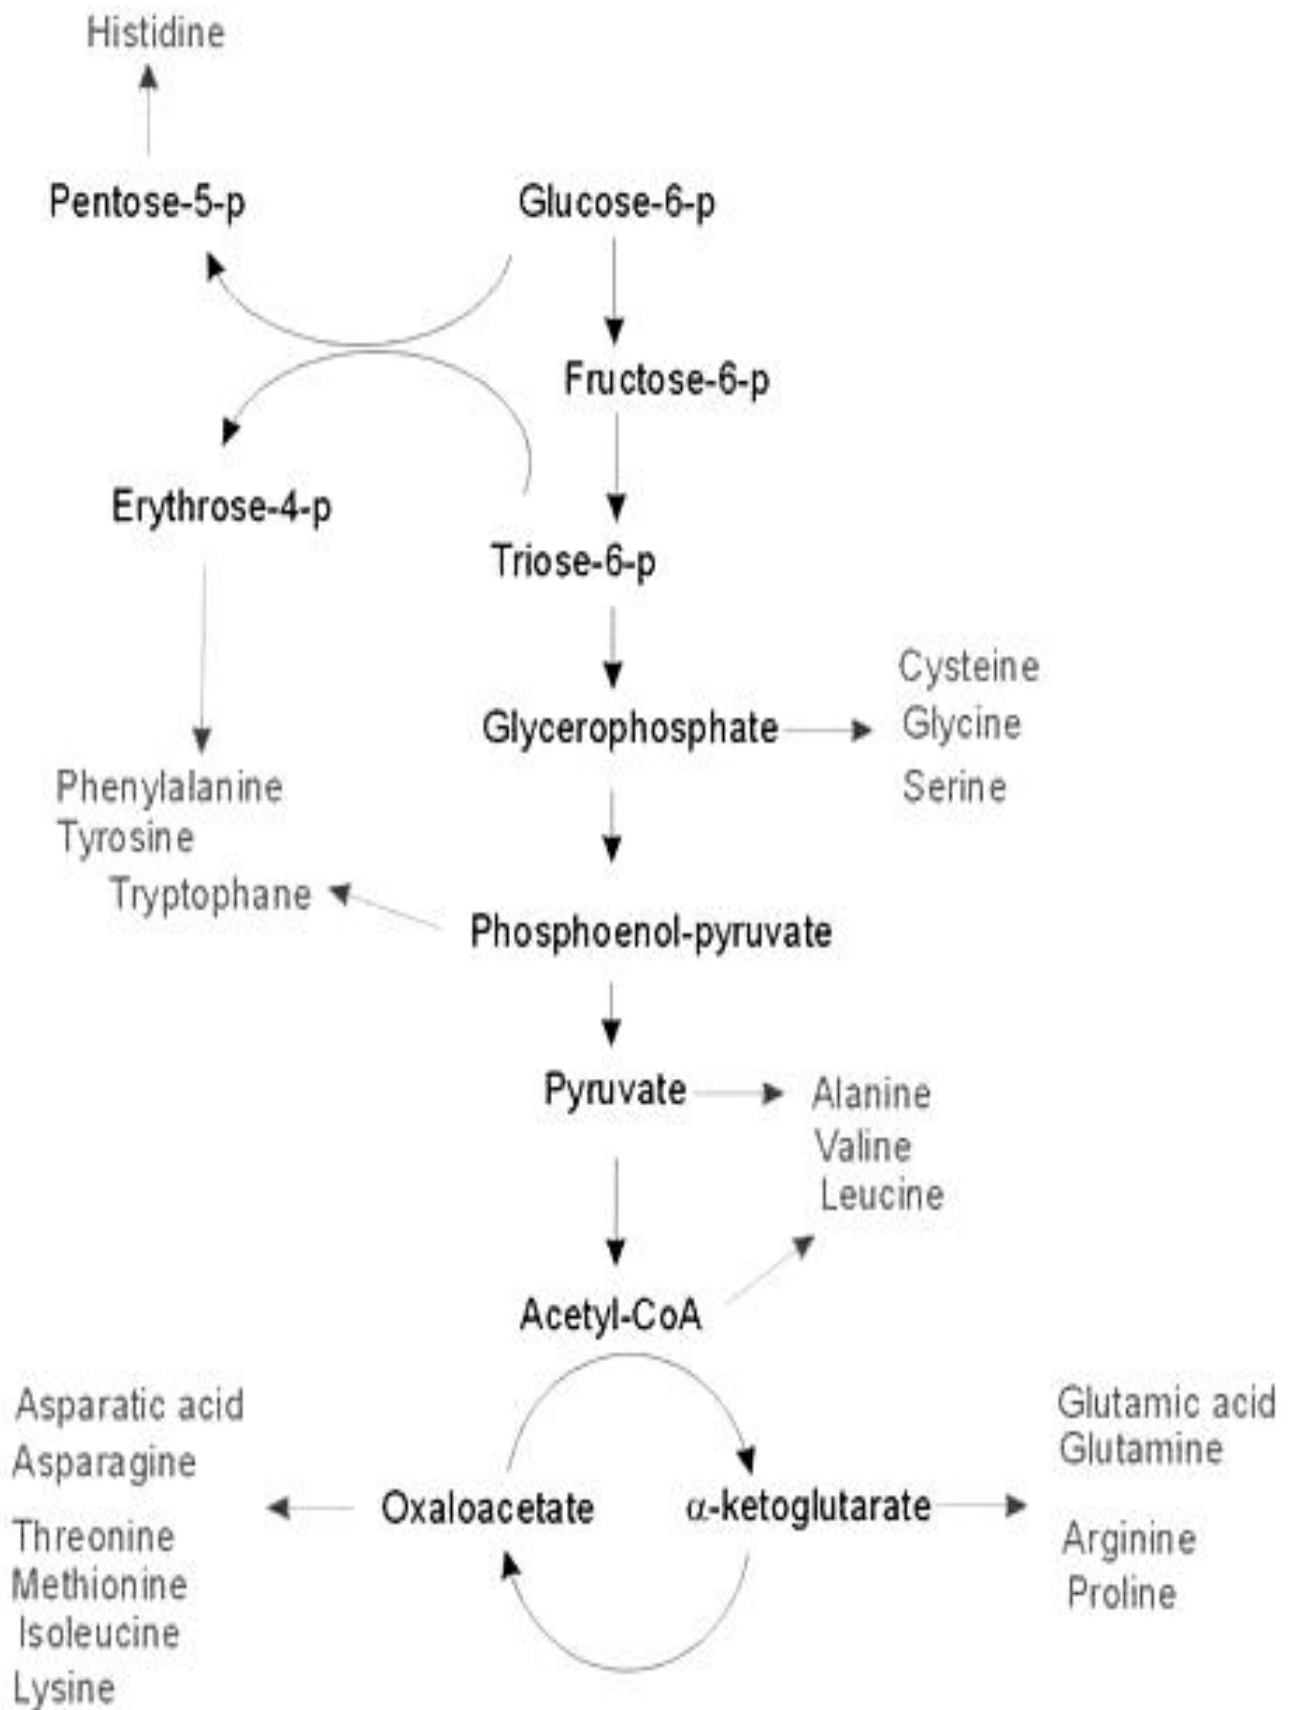 Histidine
Pentose-5-p
Glucose-6-p
Fructose-6-p
Erythrose-4-p
Triose-6-p
Cysteine
Glycerophosphate
Glycine
Serine
Phenylalanine
Tyrosine
Tryptophane
Phosphoenol-pyruvate
Pyruvate
Alanine
Valine
Leucine
Acetyl-CoA
Asparatic acid
Asparagine
Oxaloacetate
Threonine
Methionine
Isoleucine
Lysine
α-ketoglutarate
Glutamic acid
Glutamine
Arginine
Proline